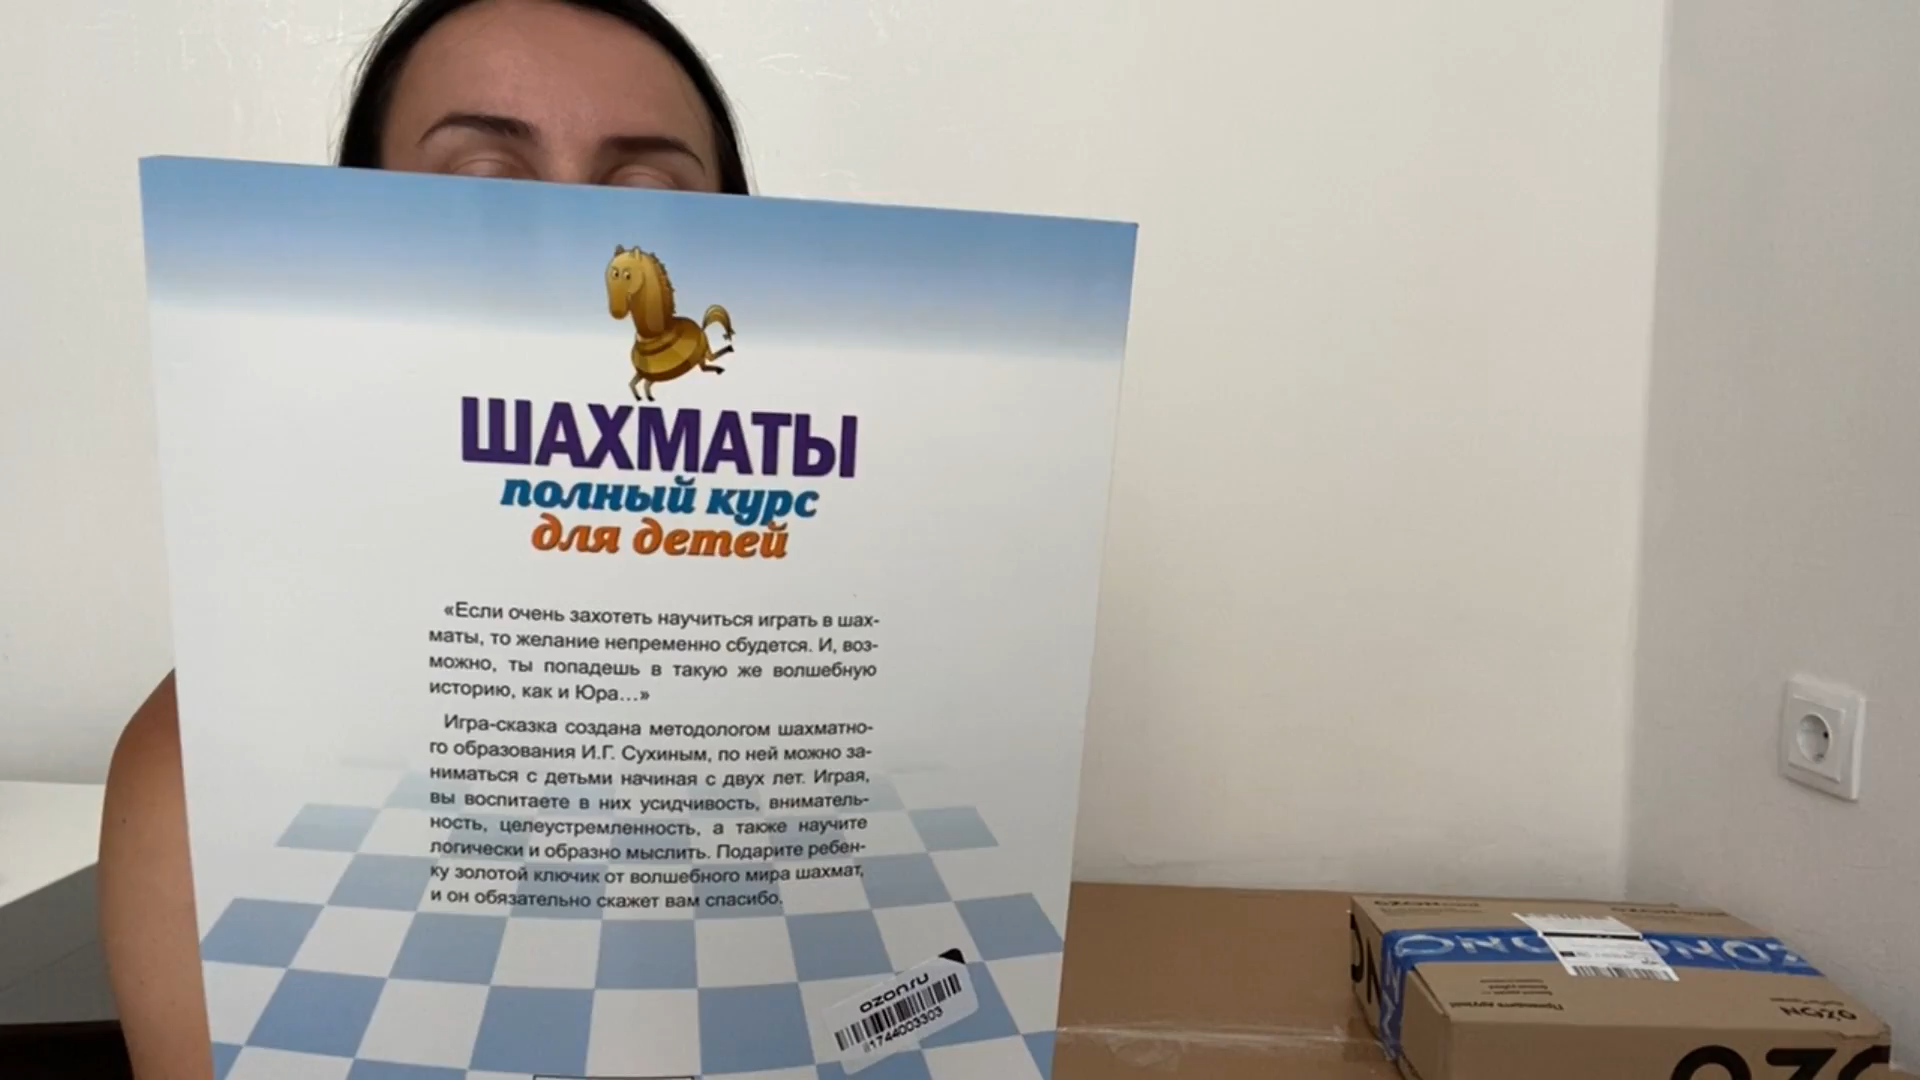 ШАХМАТЫ
полный курс
для детей
«Если очень захотеть научиться играть в шах-
маты, то желание непременно сбудется. И, воз-
можно, ты попадешь в такую же волшебную
историю, как и Юра...»
Игра-сказка создана методологом шахматно-
го образования И.Г. Сухиным, по ней можно за-
ниматься с детьми начиная с двух лет. Играя,
вы воспитаете в них усидчивость, вниматель-
ность, целеустремленность, а также научите
логически и образно мыслить. Подарите ребен-
ку золотой ключик от волшебного мира шахмат,
и он обязательно скажет вам спасибо.
ozon.ru
1744003303
OZON